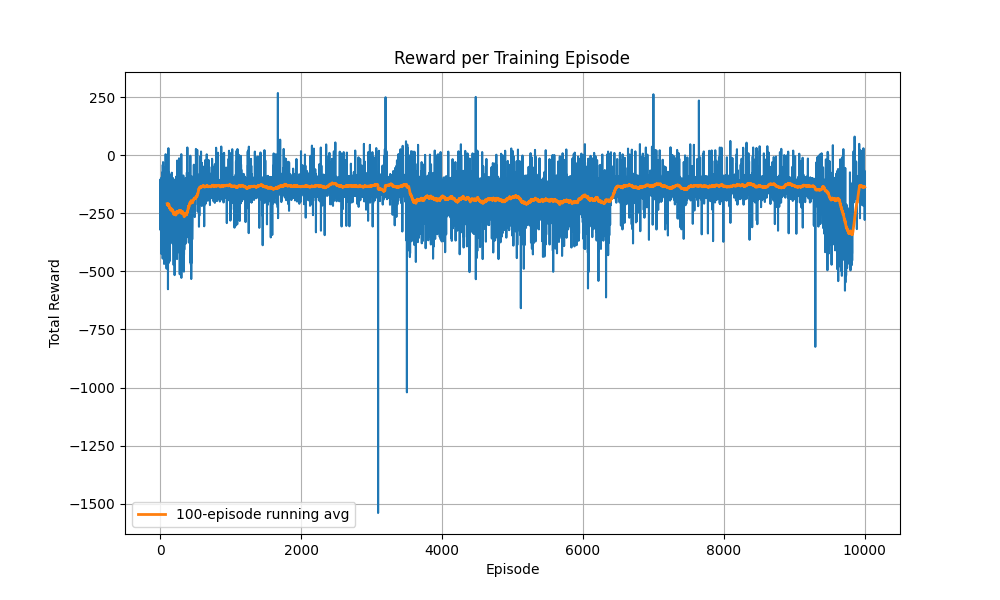 Reward per Training Episode
Total Reward
250
0
−250
−500
−750
−1000
−1250
−1500
100-episode running avg
0 2000 4000 6000 8000 10000
Episode